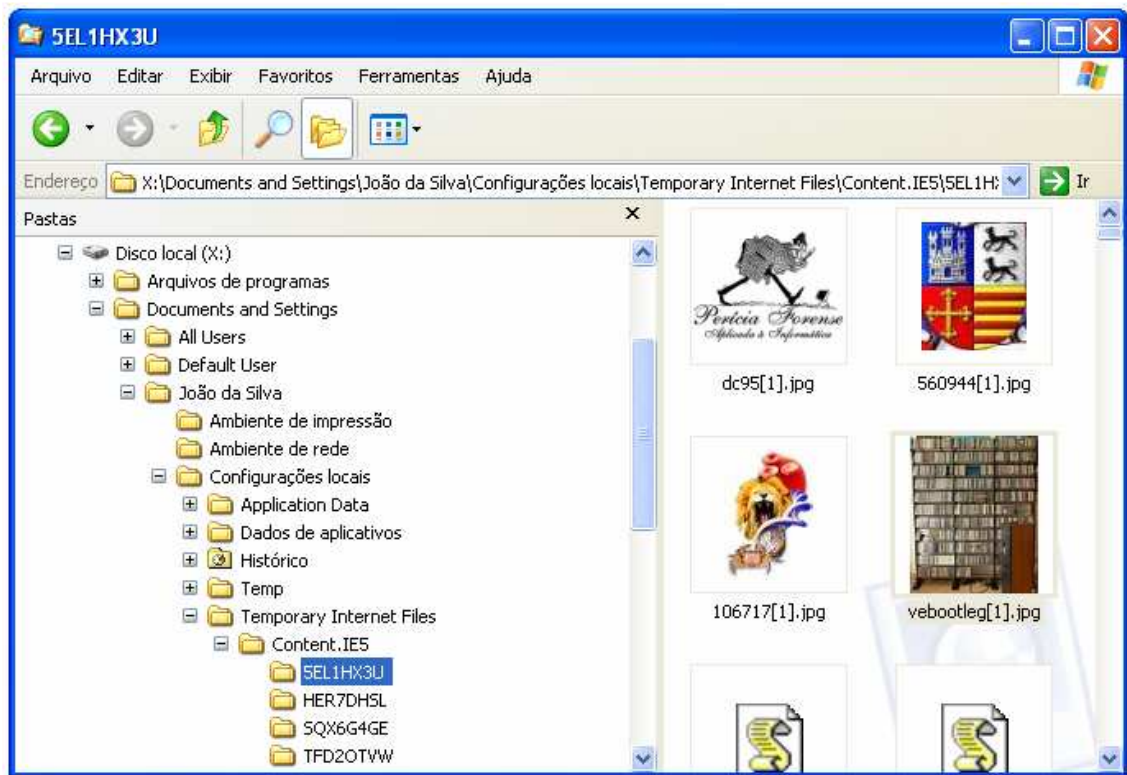 5EL1HX3U
Arquivo Editar Exibir Favoritos Ferramentas Ajuda
Endereço X:\Documents and Settings\João da Silva\Configurações locais\Temporary Internet Files\Content.IE5\5EL1H Ir
Pastas
Disco local (X:)
Arquivos de programas
Documents and Settings
All Users
Default User
João da Silva
Ambiente de impressão
Ambiente de rede
Configurações locais
Application Data
Dados de aplicativos
Histórico
Temp
Temporary Internet Files
Content.IE5
5EL1HX3U
HER7DHSL
SQX6G4GE
TFD2OTVW
Perícia Forense
Aplicada à Informática
dc95[1].jpg
560944[1].jpg
106717[1].jpg
vebootleg[1].jpg